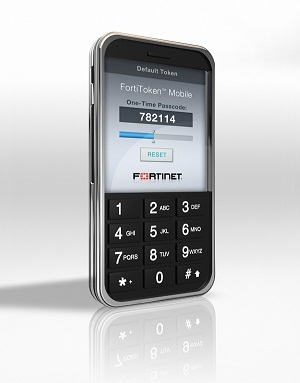 Default Token
FortiToken™ Mobile
One-Time Passcode:
782114
RESET
FORTINET
1 2 ABC 3 DEF
4 GHI 5 JKL 6 MNO
7 PQRS 8 TUV 9 WXYZ
* + 0 #